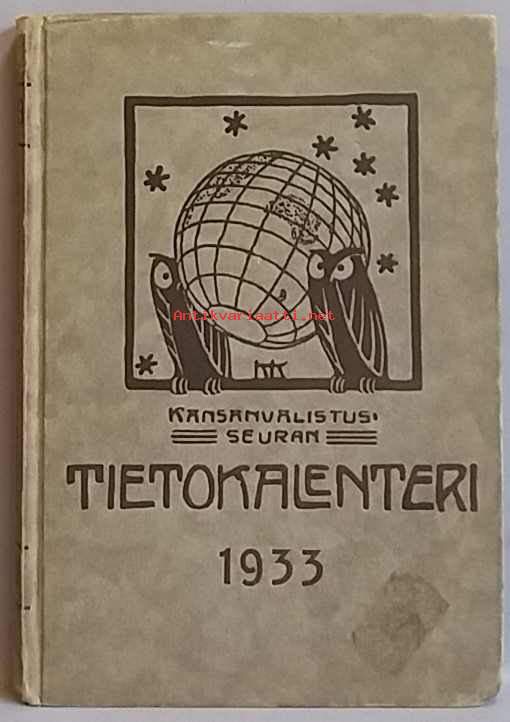 Antikvariaatti.net
KANSANVALISTUS-
SEURAN
TIETOKALENTERI
1933